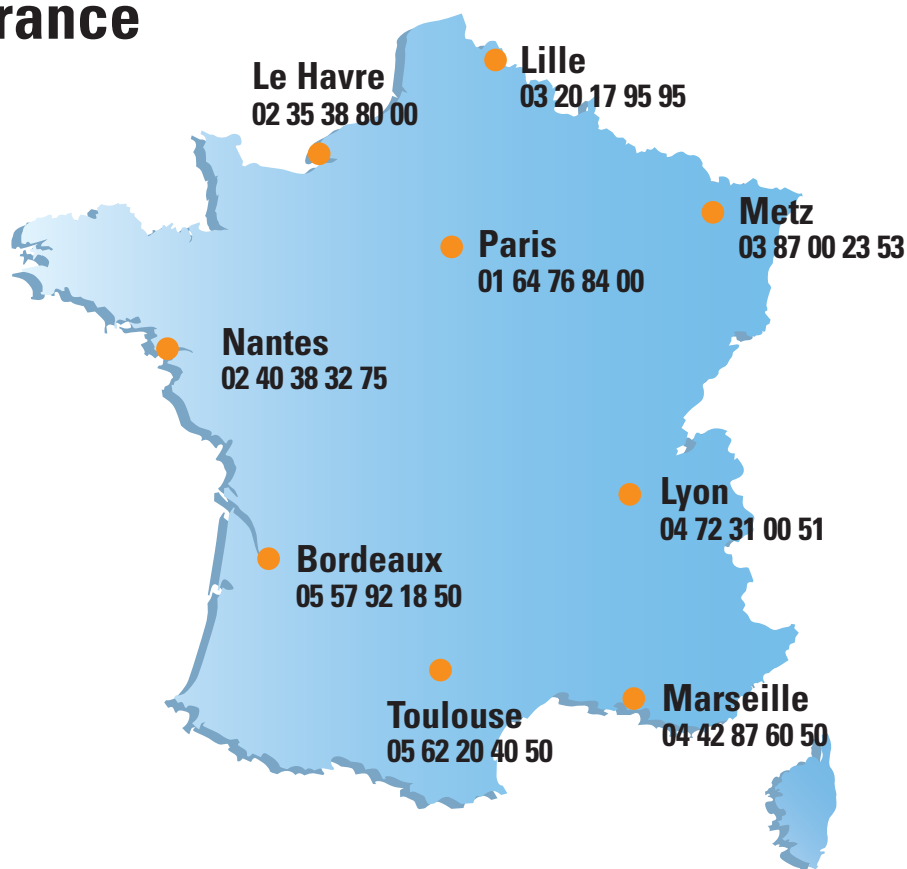 rance
Lille
03 20 17 95 95
Le Havre
02 35 38 80 00
Metz
03 87 00 23 53
Paris
01 64 76 84 00
Nantes
02 40 38 32 75
Lyon
04 72 31 00 51
Bordeaux
05 57 92 18 50
Marseille
04 42 87 60 50
Toulouse
05 62 20 40 50